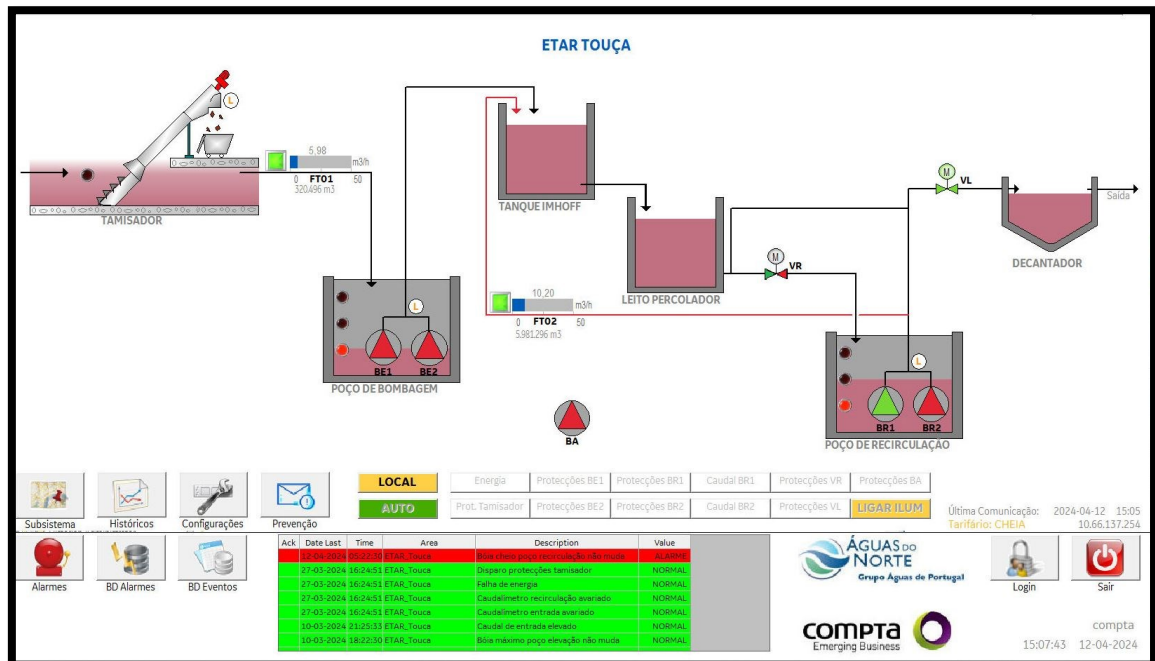 ETAR TOUÇA
L
5,98
m3/h
0 FT01 50
320.496 m3
TAMISADOR
TANQUE IMHOFF
M
VL
Saída
DECANTADOR
M
VR
LEITO PERCOLADOR
10,20
m3/h
0 FT02 50
5.981.296 m3
L
BE1 BE2
POÇO DE BOMBAGEM
BA
L
BR1 BR2
POÇO DE RECIRCULAÇÃO
LOCAL
Energia Protecções BE1 Protecções BR1 Caudal BR1 Protecções VR Protecções BA
AUTO
Prot. Tamisador Protecções BE2 Protecções BR2 Caudal BR2 Protecções VL LIGAR ILUM
Subsistema Históricos Configurações Prevenção
Última Comunicação: 2024-04-12 15:05
Tarifário: CHEIA 10.66.137.254
Alarmes BD Alarmes BD Eventos
Ack Date Last Time Area Description Value
12-04-2024 05:22:30 ETAR_Touca Bóia cheio poço recirculação não muda ALARME
27-03-2024 16:24:51 ETAR_Touca Disparo protecções tamisador NORMAL
27-03-2024 16:24:51 ETAR_Touca Falha de energia NORMAL
27-03-2024 16:24:51 ETAR_Touca Caudalímetro recirculação avariado NORMAL
27-03-2024 16:24:51 ETAR_Touca Caudalímetro entrada avariado NORMAL
10-03-2024 21:25:33 ETAR_Touca Caudal de entrada elevado NORMAL
10-03-2024 18:22:30 ETAR_Touca Bóia máximo poço elevação não muda NORMAL
ÁGUAS DO
NORTE
Grupo Águas de Portugal
Login Sair
compta
Emerging Business
compta
15:07:43 12-04-2024